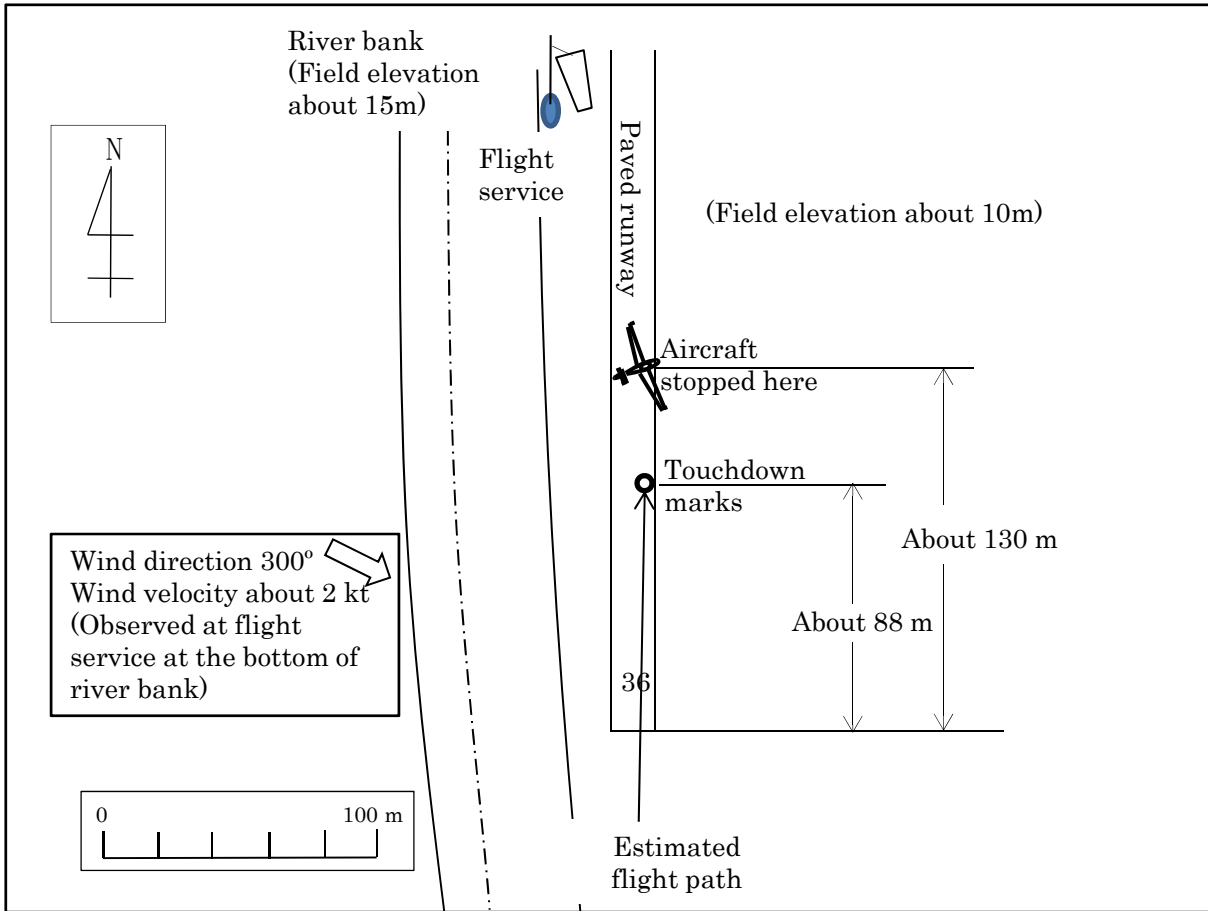 River bank
(Field elevation
about 15m)
N
Flight
service
Paved runway
(Field elevation about 10m)
Aircraft
stopped here
Touchdown
marks
About 130 m
About 88 m
Wind direction 300º
Wind velocity about 2 kt
(Observed at flight
service at the bottom of
river bank)
36
0 100 m
Estimated
flight path